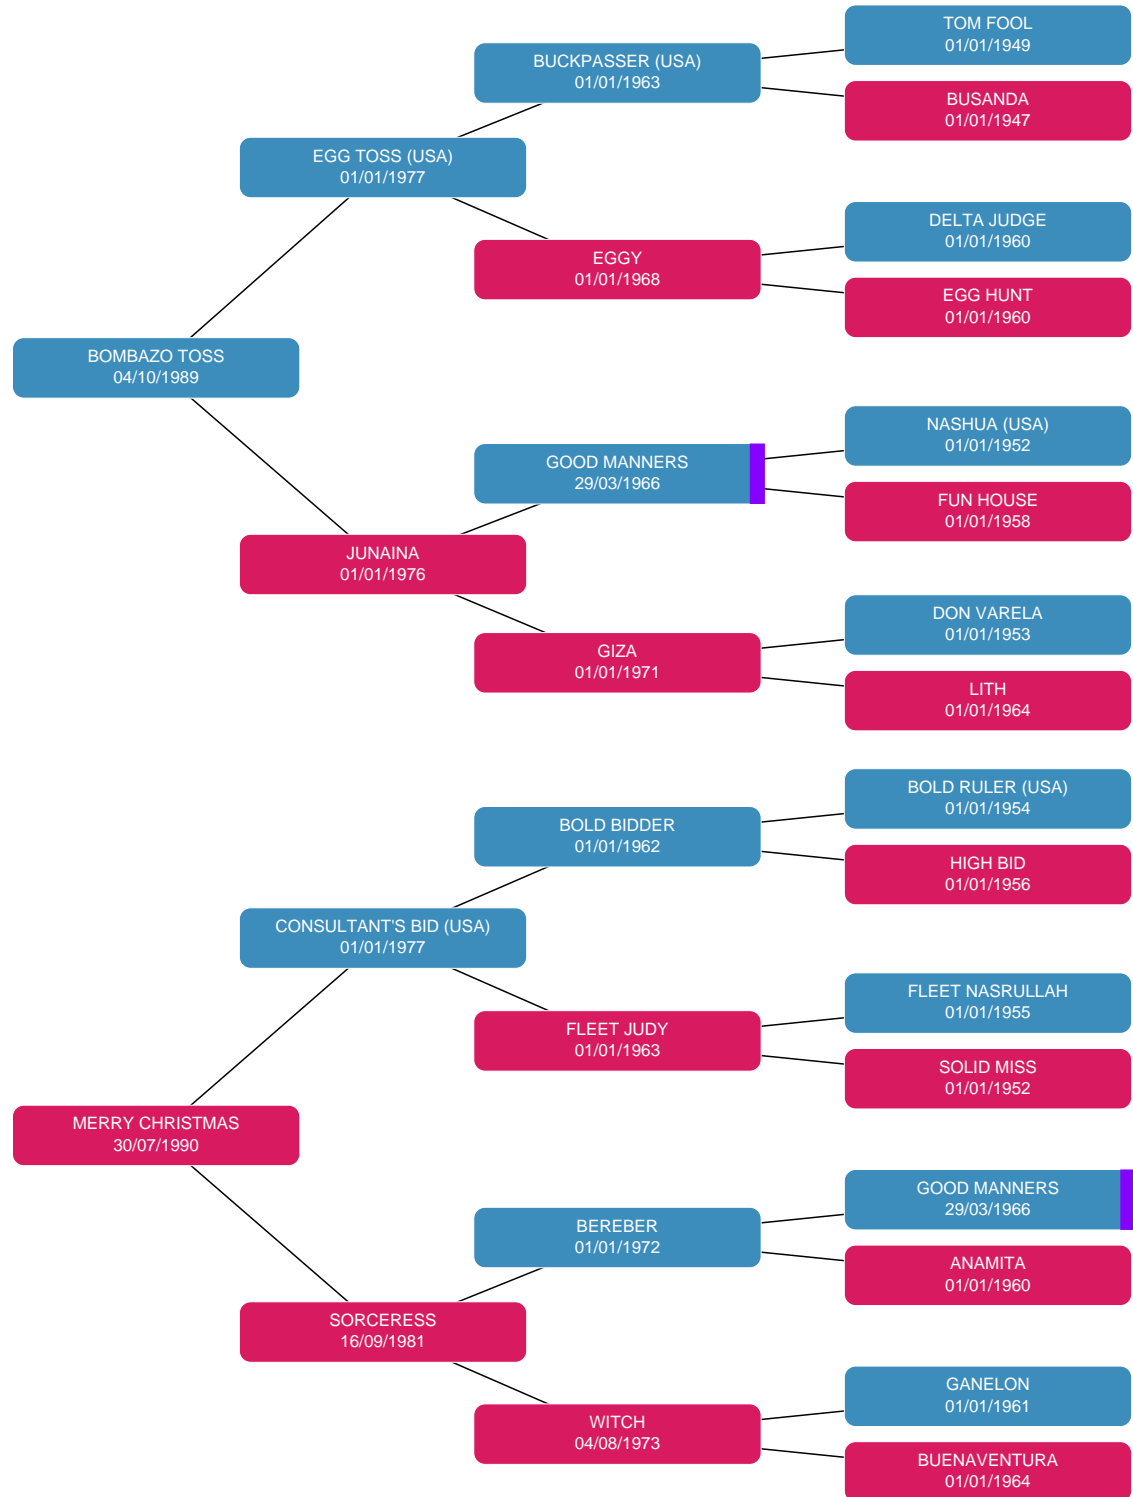 TOM FOOL
01/01/1949
BUCKPASSER (USA)
01/01/1963
BUSANDA
01/01/1947
EGG TOSS (USA)
01/01/1977
DELTA JUDGE
01/01/1960
EGGY
01/01/1968
EGG HUNT
01/01/1960
BOMBAZO TOSS
04/10/1989
NASHUA (USA)
01/01/1952
GOOD MANNERS
29/03/1966
FUN HOUSE
01/01/1958
JUNAINA
01/01/1976
DON VARELA
01/01/1953
GIZA
01/01/1971
LITH
01/01/1964
BOLD RULER (USA)
01/01/1954
BOLD BIDDER
01/01/1962
HIGH BID
01/01/1956
CONSULTANT'S BID (USA)
01/01/1977
FLEET NASRULLAH
01/01/1955
FLEET JUDY
01/01/1963
SOLID MISS
01/01/1952
MERRY CHRISTMAS
30/07/1990
GOOD MANNERS
29/03/1966
BEREBER
01/01/1972
ANAMITA
01/01/1960
SORCERESS
16/09/1981
GANELON
01/01/1961
WITCH
04/08/1973
BUENAVENTURA
01/01/1964